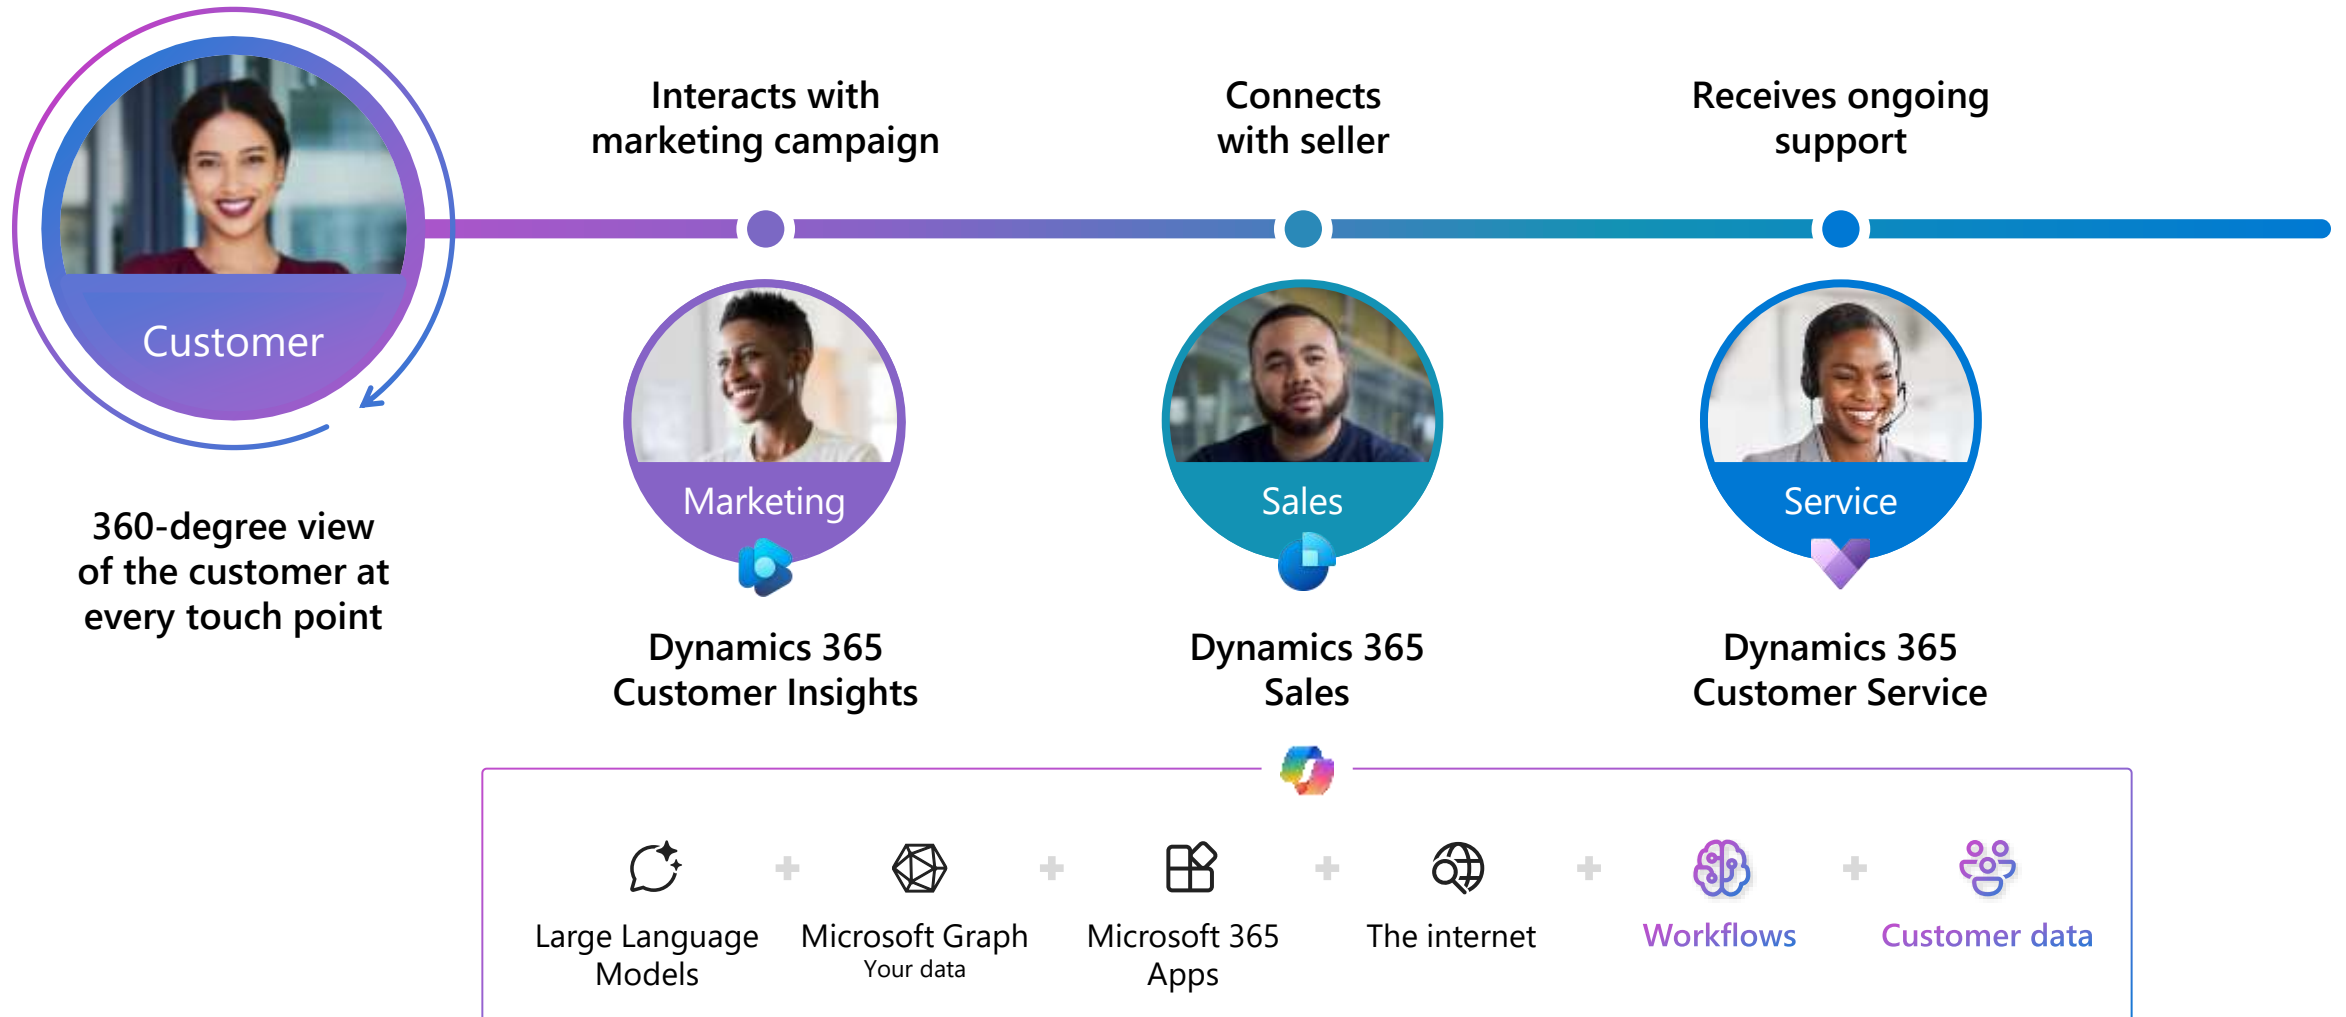 Customer
360-degree view
of the customer at
every touch point
Interacts with
marketing campaign
Connects
with seller
Receives ongoing
support
Marketing
Sales
Service
Dynamics 365
Customer Insights
Dynamics 365
Sales
Dynamics 365
Customer Service
Large Language
Models
Microsoft Graph
Your data
Microsoft 365
Apps
The internet
Workflows
Customer data